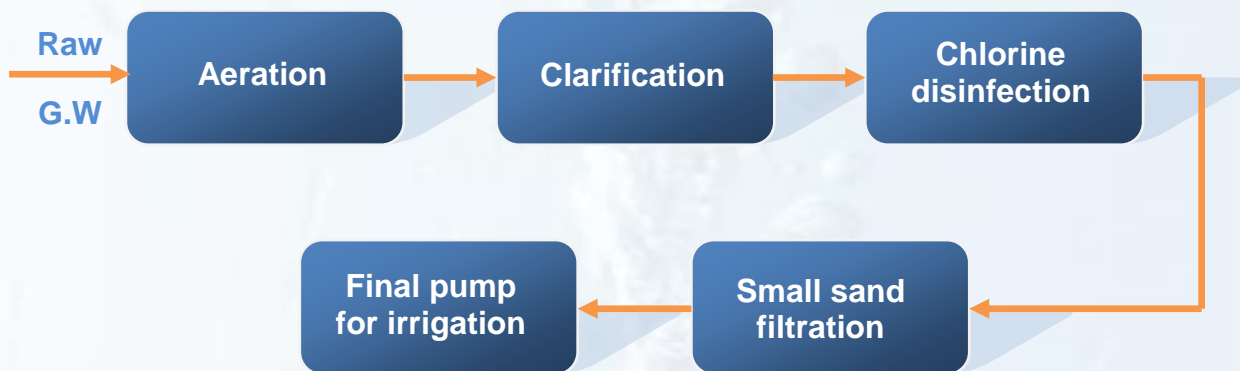 Raw
G.W
Aeration
Clarification
Chlorine
disinfection
Small sand
filtration
Final pump
for irrigation